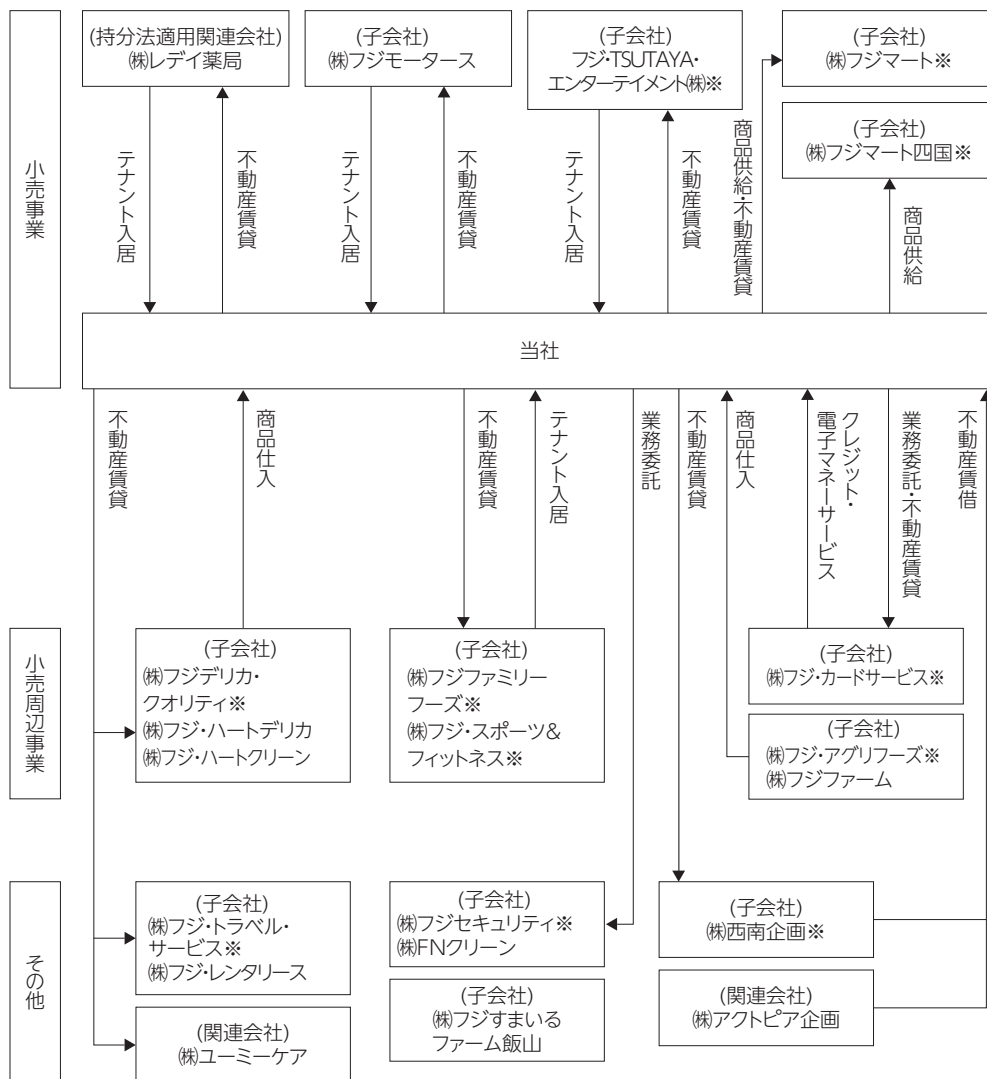 小売事業
(持分法適用関連会社)
㈱レデイ薬局
(子会社)
㈱フジモータース
(子会社)
フジ・TSUTAYA・
エンターテイメント㈱※
(子会社)
㈱フジマート※
(子会社)
㈱フジマート四国※
テナント入居
不動産賃貸
テナント入居
不動産賃貸
テナント入居
不動産賃貸
商品供給・不動産賃貸
商品供給
当社
不動産賃貸
商品仕入
不動産賃貸
テナント入居
業務委託
不動産賃貸
商品仕入
クレジット・
電子マネーサービス
業務委託・不動産賃貸
不動産賃借
小売周辺事業
(子会社)
㈱フジデリカ・
クオリティ※
㈱フジ・ハートデリカ
㈱フジ・ハートクリーン
(子会社)
㈱フジファミリー
フーズ※
㈱フジ・スポーツ&
フィットネス※
(子会社)
㈱フジ・カードサービス※
(子会社)
㈱フジ・アグリフーズ※
㈱フジファーム
その他
(子会社)
㈱フジ・トラベル・
サービス※
㈱フジ・レンタリース
(関連会社)
㈱ユーミーケア
(子会社)
㈱フジセキュリティ※
㈱FNクリーン
(子会社)
㈱フジすまいる
ファーム飯山
(子会社)
㈱西南企画※
(関連会社)
㈱アクトピア企画